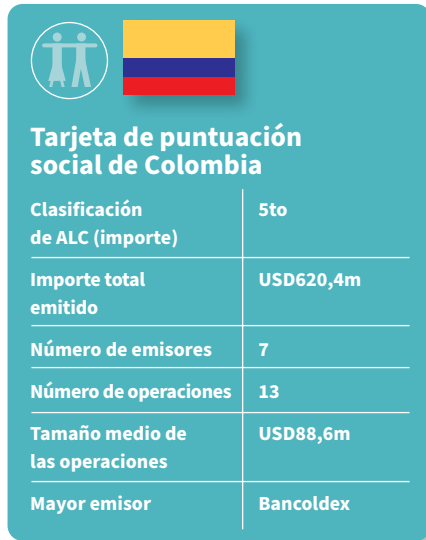 Tarjeta de puntuación
social de Colombia
Clasificación
de ALC (importe)
5to
Importe total
emitido
USD620,4m
Número de emisores
7
Número de operaciones
13
Tamaño medio de
las operaciones
USD88,6m
Mayor emisor
Bancoldex